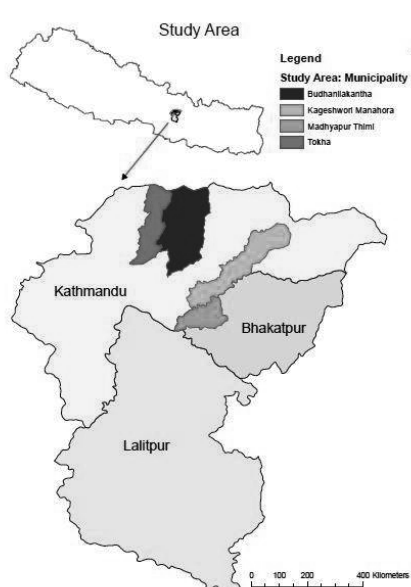 Study Area
Legend
Study Area: Municipality
Budhanilakantha
Kageshwori Manahora
Madhyapur Thimi
Tokha
Kathmandu
Bhakatpur
Lalitpur
0 100 200 400 Kilometers